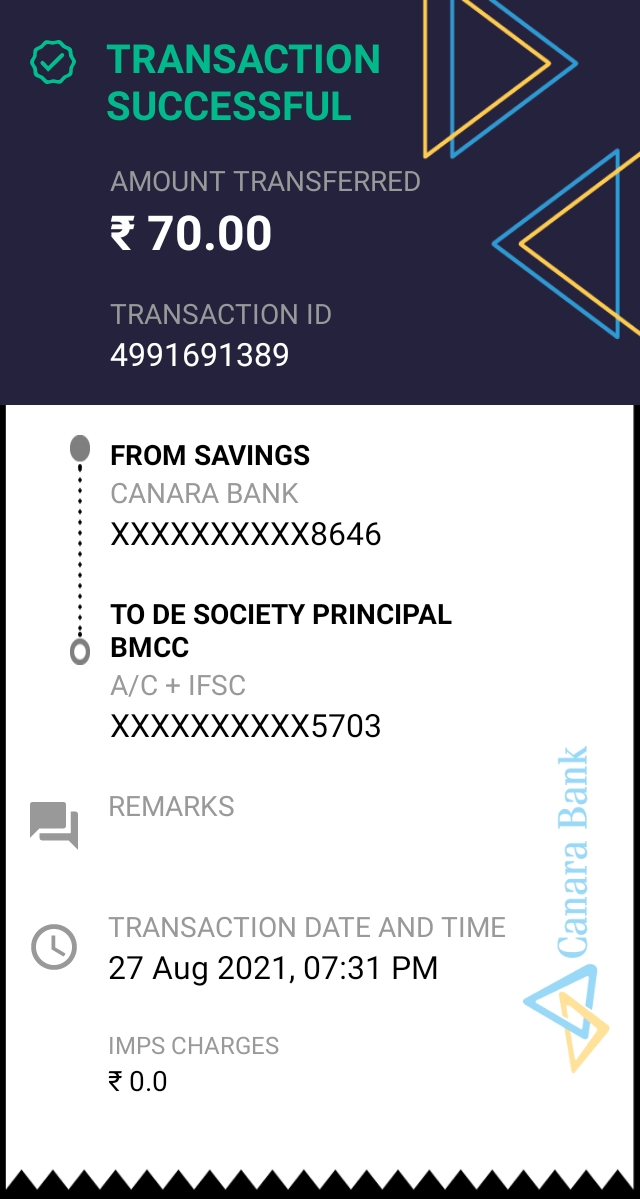 TRANSACTION
SUCCESSFUL
AMOUNT TRANSFERRED
₹ 70.00
TRANSACTION ID
4991691389
FROM SAVINGS
CANARA BANK
XXXXXXXXXX8646
TO DE SOCIETY PRINCIPAL
BMCC
A/C + IFSC
XXXXXXXXXX5703
REMARKS
TRANSACTION DATE AND TIME
27 Aug 2021, 07:31 PM
IMPS CHARGES
₹ 0.0
Canara Bank